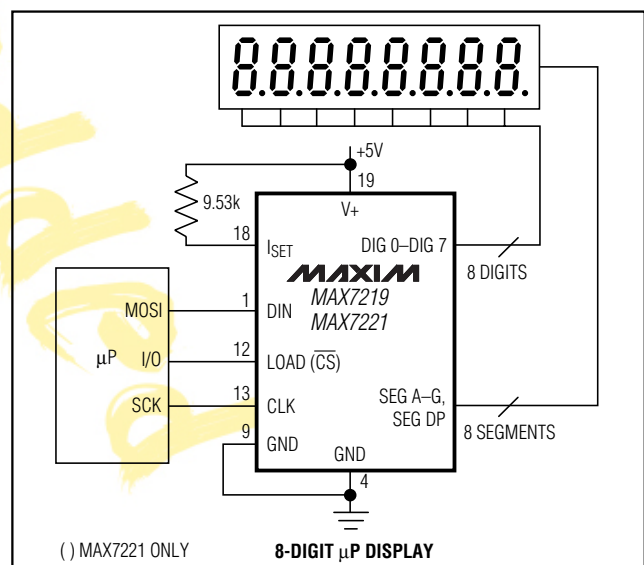 8.8.8.8.8.8.8.8.
+5V
19
9.53k
V+
18
ISET
DIG 0–DIG 7
MAXIM
8 DIGITS
MAX7219
MAX7221
MOSI
1
DIN
µP
I/O
12
LOAD (CS)
SCK
13
CLK
SEG A–G,
SEG DP
8 SEGMENTS
9
GND
GND
4
( ) MAX7221 ONLY
8-DIGIT µP DISPLAY